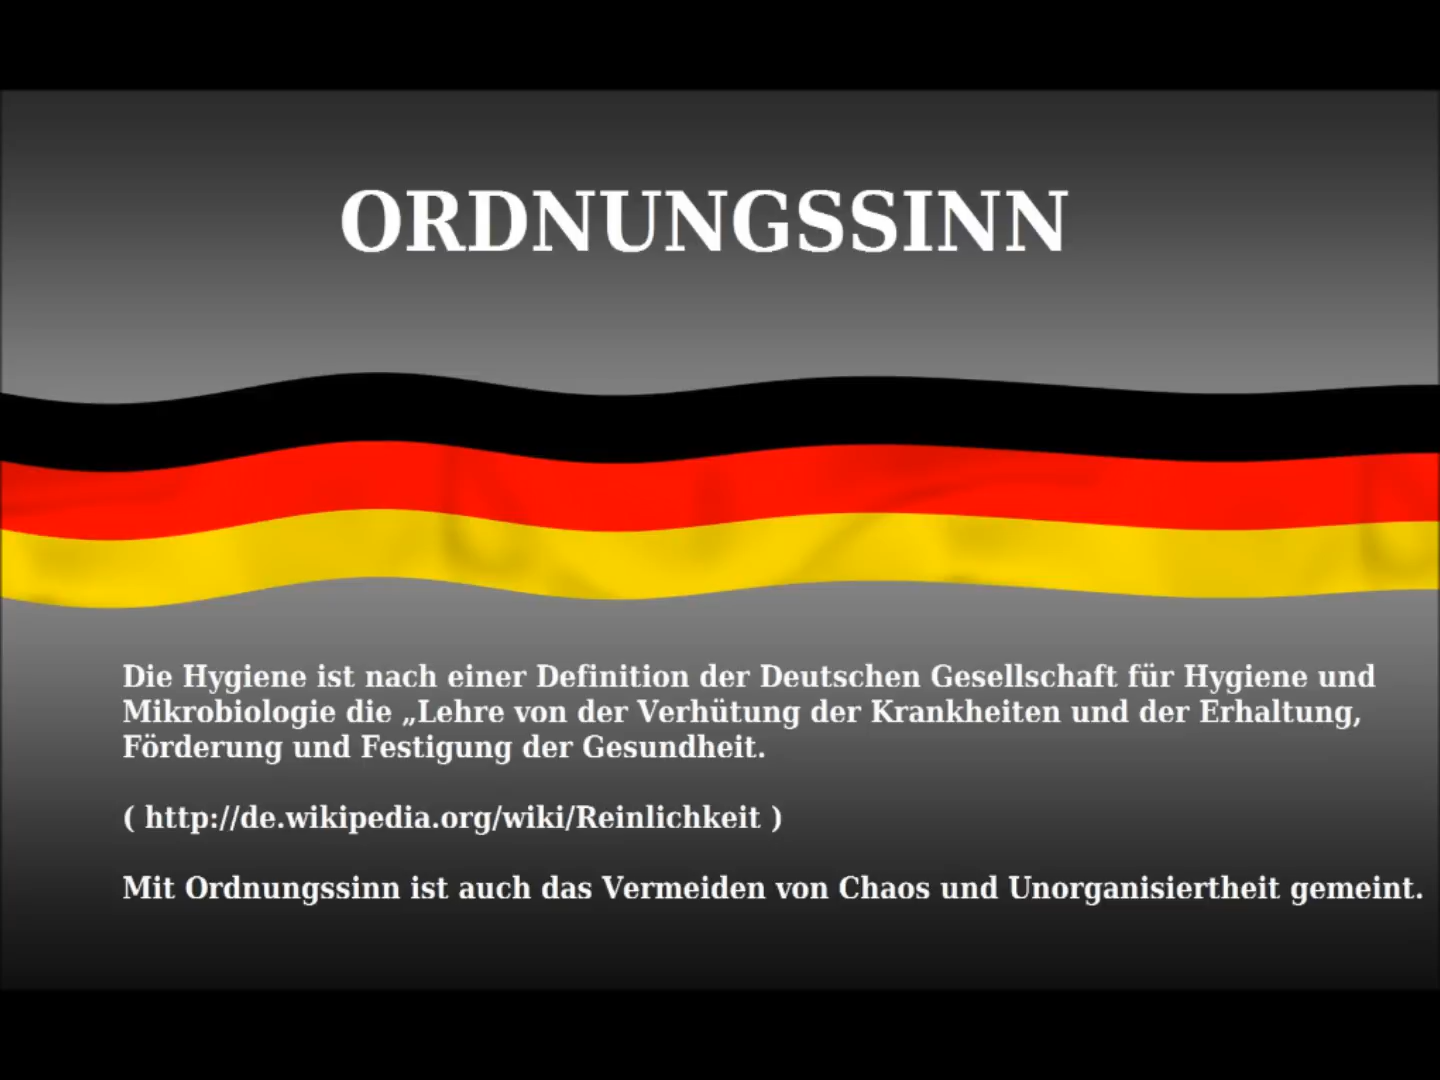 ORDNUNGSSINN
Die Hygiene ist nach einer Definition der Deutschen Gesellschaft für Hygiene und
Mikrobiologie die „Lehre von der Verhütung der Krankheiten und der Erhaltung,
Förderung und Festigung der Gesundheit.
( http://de.wikipedia.org/wiki/Reinlichkeit )
Mit Ordnungssinn ist auch das Vermeiden von Chaos und Unorganisiertheit gemeint.